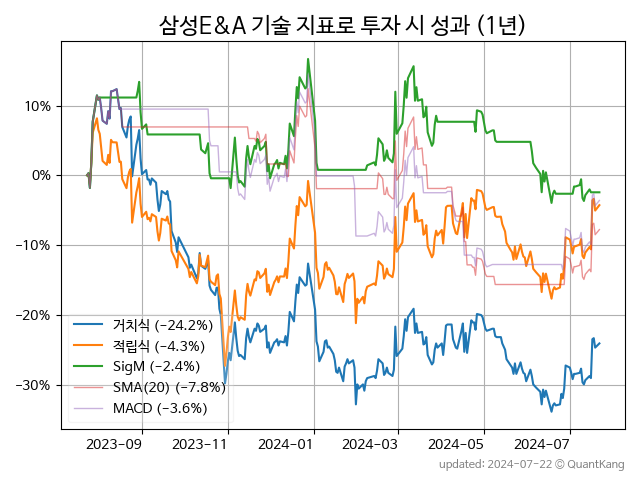 삼성E&A 기술 지표로 투자 시 성과 (1년)
10%
0%
−10%
−20%
−30%
거치식 (−24.2%)
적립식 (−4.3%)
SigM (−2.4%)
SMA(20) (−7.8%)
MACD (−3.6%)
2023−09
2023−11
2024−01
2024−03
2024−05
2024−07
updated: 2024-07-22 © QuantKang